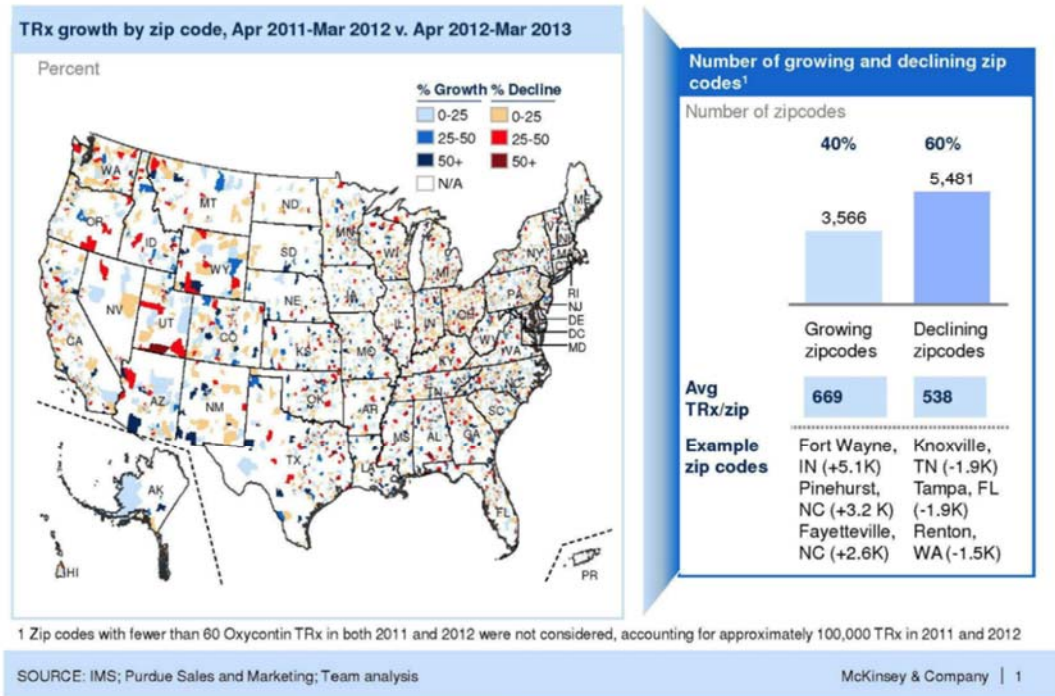 TRx growth by zip code, Apr 2011-Mar 2012 v. Apr 2012-Mar 2013
Percent
% Growth % Decline
0-25 0-25
25-50 25-50
50+ 50+
N/A
WA
MT
ND
OR
ID
SD
WY
MN
WI
MI
NY
ME
MA
PA
RI
NJ
DE
DC
MD
NV
UT
NE
IA
CO
CA
IL
IN
OH
KS
MO
KY
WV
VA
AZ
NM
OK
AR
TN
NC
SC
TX
MS
AL
GA
LA
FL
AK
HI
PR
Number of growing and declining zip
codes¹
Number of zipcodes
40% 60%
3,566 5,481
Growing
zipcodes
Declining
zipcodes
Avg
TRx/zip
669 538
Example
zip codes
Fort Wayne,
IN (+5.1K)
Pinehurst,
NC (+3.2 K)
Fayetteville,
NC (+2.6K)
Knoxville,
TN (-1.9K)
Tampa, FL
(-1.9K)
Renton,
WA (-1.5K)
1 Zip codes with fewer than 60 Oxycontin TRx in both 2011 and 2012 were not considered, accounting for approximately 100,000 TRx in 2011 and 2012
SOURCE: IMS; Purdue Sales and Marketing; Team analysis
McKinsey & Company | 1